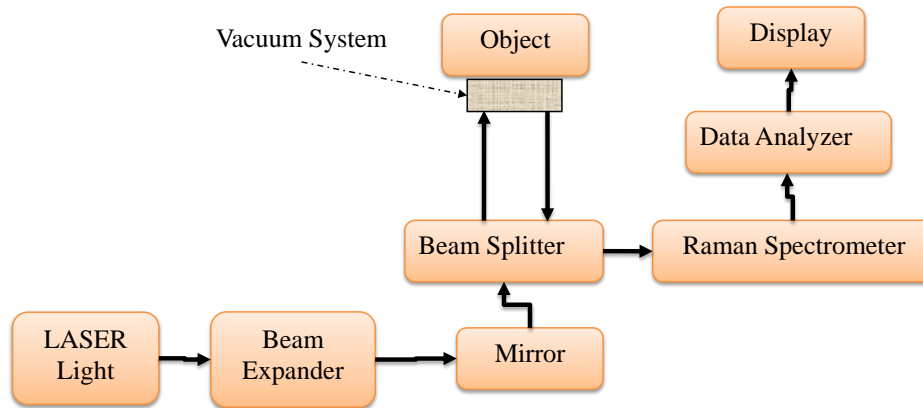 Vacuum System
Object
Display
Data Analyzer
Beam Splitter
Raman Spectrometer
LASER
Light
Beam
Expander
Mirror